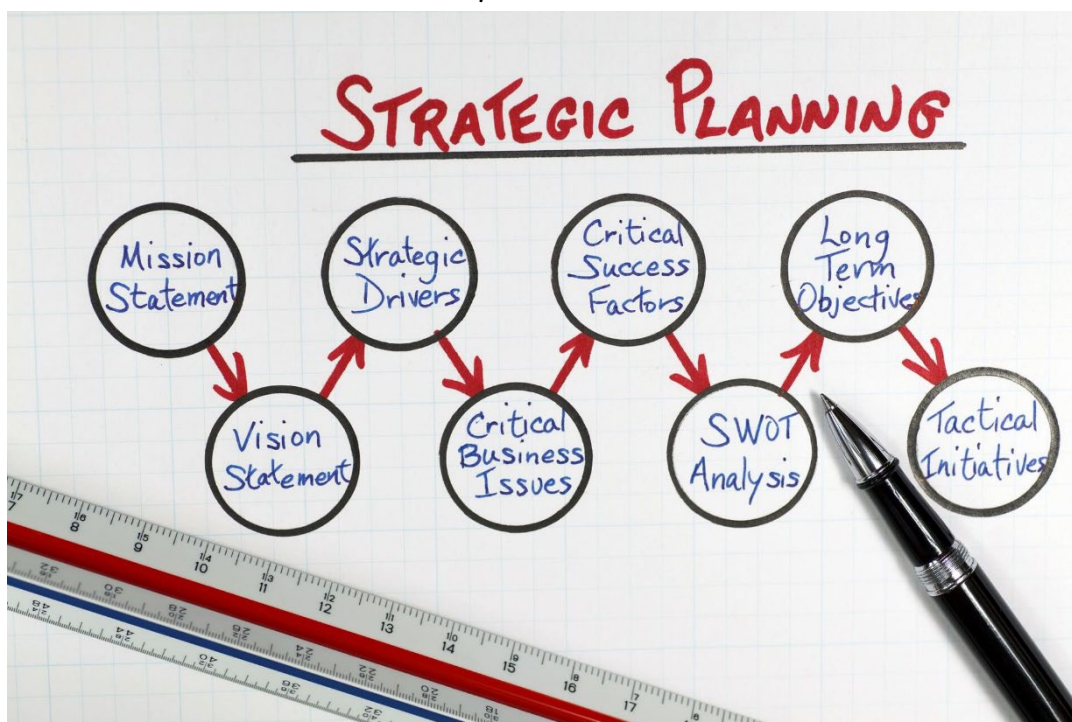 STRATEGIC PLANNING
Mission
Statement
Vision
Statement
Strategic
Drivers
Critical
Business
Issues
Critical
Success
Factors
SWOT
Analysis
Long
Term
Objectives
Tactical
Initiatives